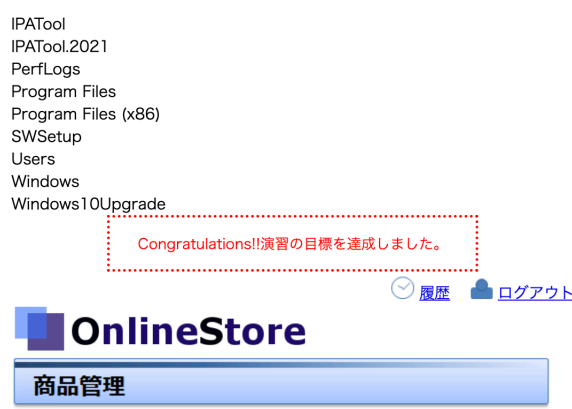 IPATool
IPATool.2021
PerfLogs
Program Files
Program Files (x86)
SWSetup
Users
Windows
Windows10Upgrade
Congratulations!!演習の目標を達成しました。
履歴 ログアウト
OnlineStore
商品管理